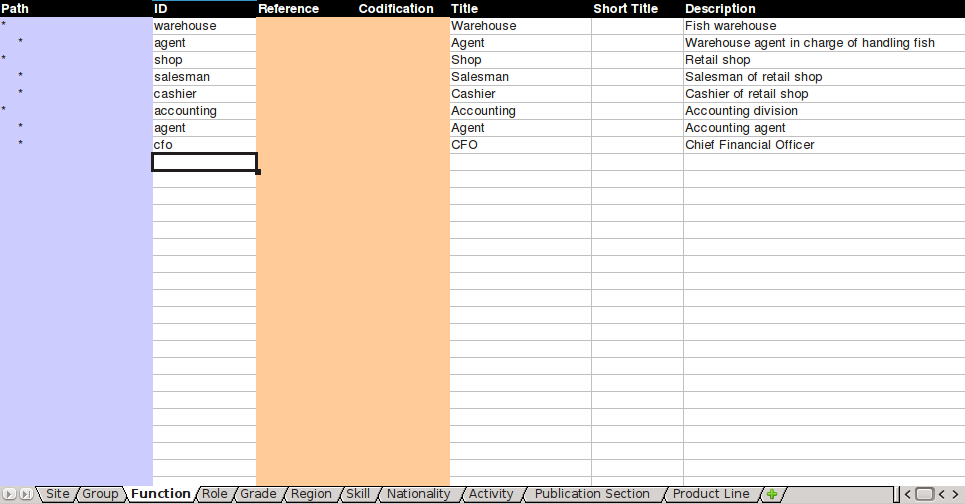 Path ID Reference Codification Title Short Title Description
* warehouse Warehouse Fish warehouse
* agent Agent Warehouse agent in charge of handling fish
* shop Shop Retail shop
* salesman Salesman Salesman of retail shop
* cashier Cashier Cashier of retail shop
* accounting Accounting Accounting division
* agent Agent Accounting agent
* cfo CFO Chief Financial Officer
Site Group Function Role Grade Region Skill Nationality Activity Publication Section Product Line